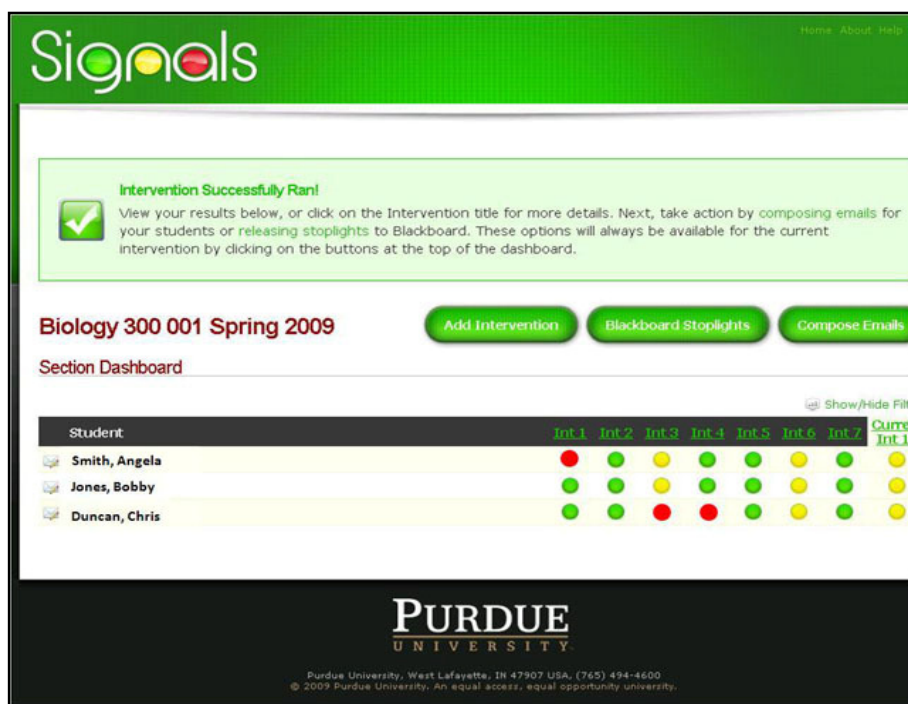 Signals
Home About Help
Intervention Successfully Ran!
View your results below, or click on the Intervention title for more details. Next, take action by composing emails for
your students or releasing stoplights to Blackboard. These options will always be available for the current
intervention by clicking on the buttons at the top of the dashboard.
Biology 300 001 Spring 2009
Add Intervention
Blackboard Stoplights
Compose Emails
Section Dashboard
Show/Hide Filt
Student Int 1 Int 2 Int 3 Int 4 Int 5 Int 6 Int 7 Curre
Int 1
Smith, Angela
Jones, Bobby
Duncan, Chris
PURDUE
UNIVERSITY
Purdue University, West Lafayette, IN 47907 USA, (765) 494-4600
© 2009 Purdue University. An equal access, equal opportunity university.